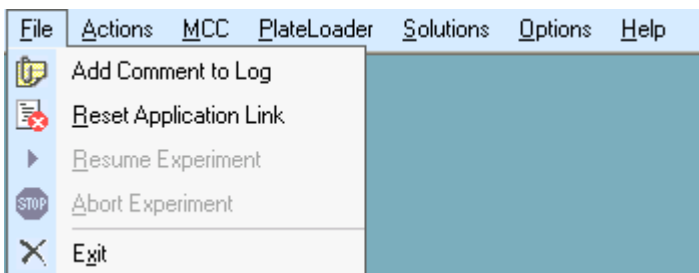 File Actions MCC PlateLoader Solutions Options Help
Add Comment to Log
Reset Application Link
Resume Experiment
STOP Abort Experiment
Exit